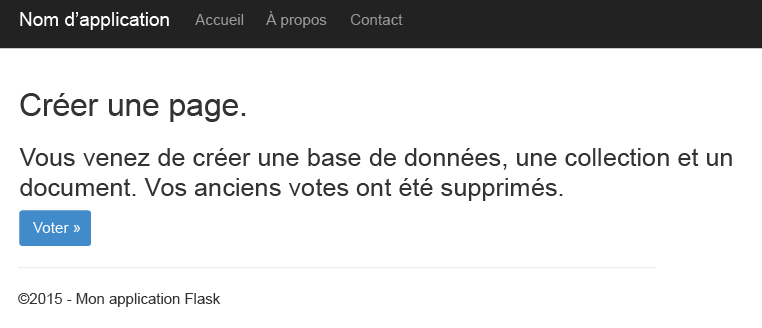 Nom d’application Accueil À propos Contact
Créer une page.
Vous venez de créer une base de données, une collection et un
document. Vos anciens votes ont été supprimés.
Voter »
©2015 - Mon application Flask